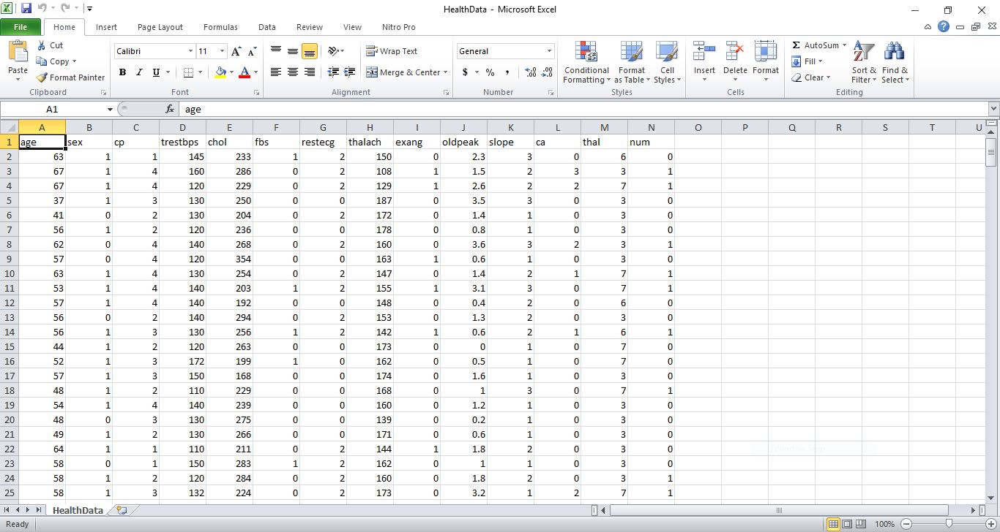 HealthData - Microsoft Excel
File Home Insert Page Layout Formulas Data Review View Nitro Pro
Paste Cut Copy Format Painter Clipboard
Calibri 11 B I U Font
Wrap Text Merge & Center Alignment
General $ % , Number
Conditional Formatting Format as Table Cell Styles Styles
Insert Delete Format Cells
Σ AutoSum Fill Clear Sort & Filter Find & Select Editing
A1 fx age
A B C D E F G H I J K L M N O P Q R S T U
1 age sex cp trestbps chol fbs restecg thalach exang oldpeak slope ca thal num
2 63 1 1 145 233 1 2 150 0 2.3 3 0 6 0
3 67 1 4 160 286 0 2 108 1 1.5 2 3 3 1
4 67 1 4 120 229 0 2 129 1 2.6 2 2 7 1
5 37 1 3 130 250 0 0 187 0 3.5 3 0 3 0
6 41 0 2 130 204 0 2 172 0 1.4 1 0 3 0
7 56 1 2 120 236 0 0 178 0 0.8 1 0 3 0
8 62 0 4 140 268 0 2 160 0 3.6 3 2 3 1
9 57 0 4 120 354 0 0 163 1 0.6 1 0 3 0
10 63 1 4 130 254 0 2 147 0 1.4 2 1 7 1
11 53 1 4 140 203 1 2 155 1 3.1 3 0 7 1
12 57 1 4 140 192 0 0 148 0 0.4 2 0 6 0
13 56 0 2 140 294 0 2 153 0 1.3 2 0 3 0
14 56 1 3 130 256 1 2 142 1 0.6 2 1 6 1
15 44 1 2 120 263 0 0 173 0 0 1 0 7 0
16 52 1 3 172 199 1 0 162 0 0.5 1 0 7 0
17 57 1 3 150 168 0 0 174 0 1.6 1 0 3 0
18 48 1 2 110 229 0 0 168 0 1 3 0 7 1
19 54 1 4 140 239 0 0 160 0 1.2 1 0 3 0
20 48 0 3 130 275 0 0 139 0 0.2 1 0 3 0
21 49 1 2 130 266 0 0 171 0 0.6 1 0 3 0
22 64 1 1 110 211 0 2 144 1 1.8 2 0 3 0
23 58 0 1 150 283 1 2 162 0 1 1 0 3 0
24 58 1 2 120 284 0 2 160 0 1.8 2 0 3 1
25 58 1 3 132 224 0 2 173 0 3.2 1 2 7 1
HealthData
Ready 100%